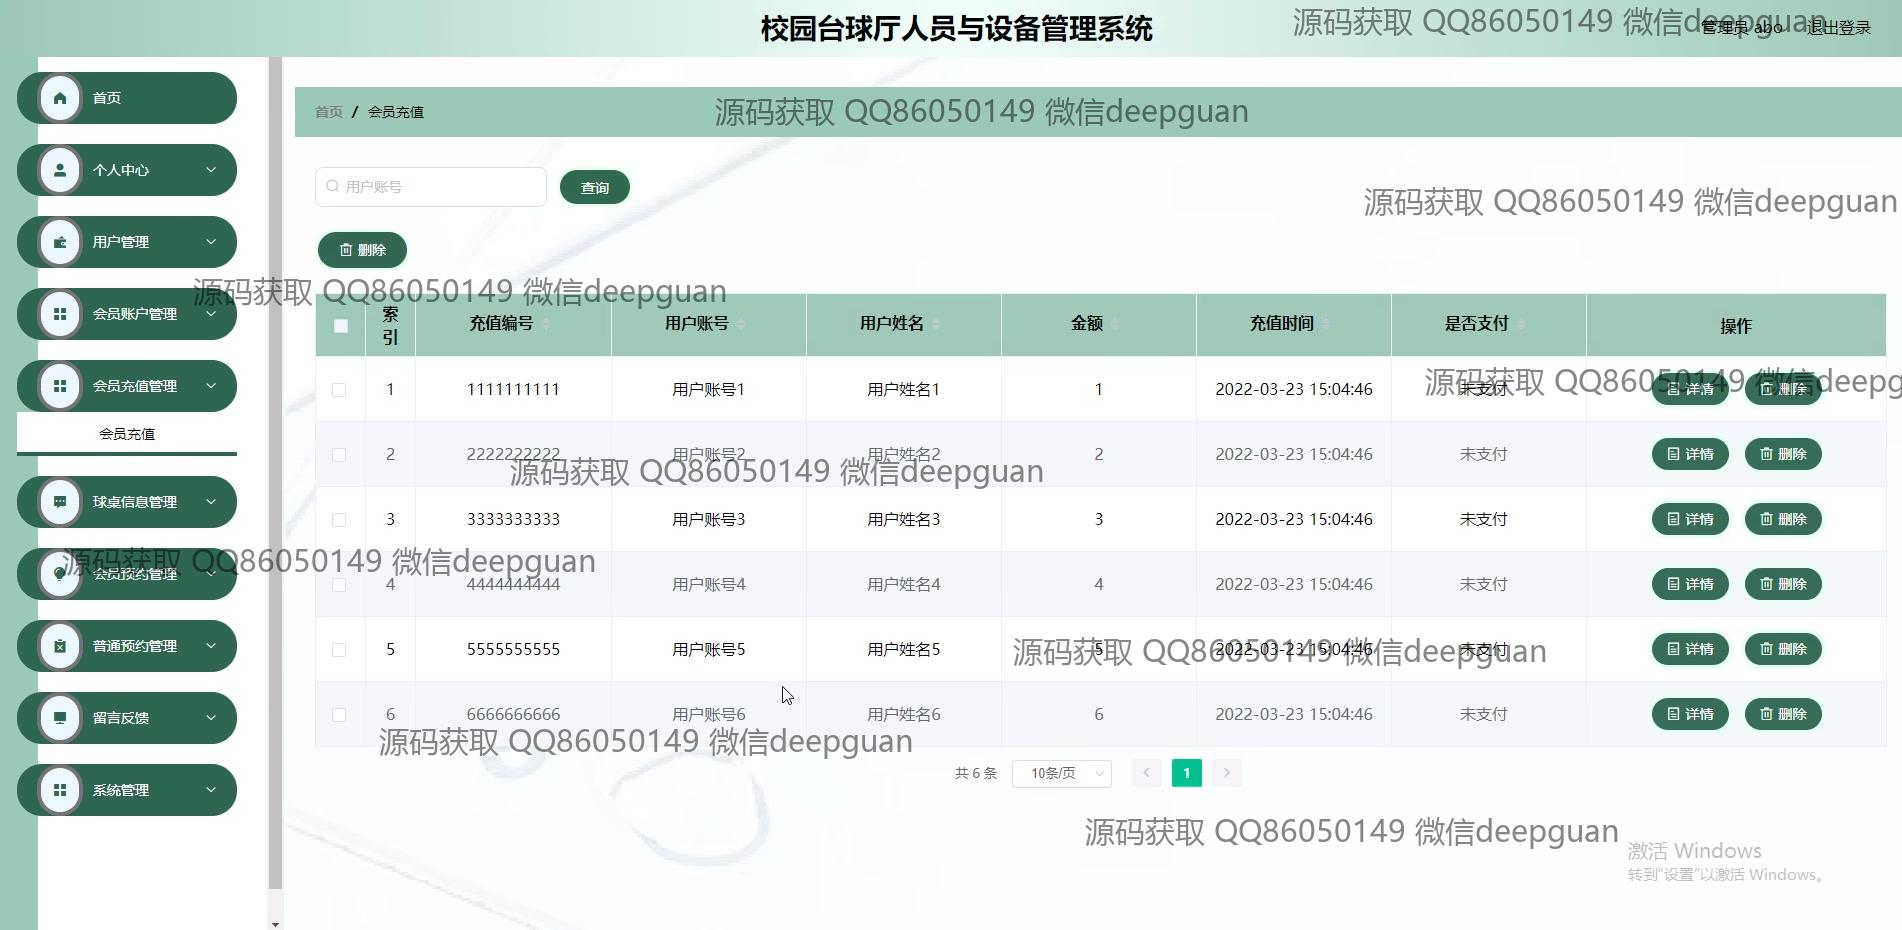 校园台球厅人员与设备管理系统
源码获取 QQ86050149 微信deepguan
管理员 abo 退出登录
首页
个人中心
用户管理
会员账户管理
会员充值管理
会员充值
球桌信息管理
会员预约管理
普通预约管理
留言反馈
系统管理
首页 / 会员充值
源码获取 QQ86050149 微信deepguan
用户账号 查询
源码获取 QQ86050149 微信deepguan
删除
源码获取 QQ86050149 微信deepguan
索引 充值编号 用户账号 用户姓名 金额 充值时间 是否支付 操作
1 1111111111 用户账号1 用户姓名1 1 2022-03-23 15:04:46 未支付 详情 删除
源码获取 QQ86050149 微信deepg
2 2222222222 用户账号2 用户姓名2 2 2022-03-23 15:04:46 未支付 详情 删除
源码获取 QQ86050149 微信deepguan
3 3333333333 用户账号3 用户姓名3 3 2022-03-23 15:04:46 未支付 详情 删除
源码获取 QQ86050149 微信deepguan
4 4444444444 用户账号4 用户姓名4 4 2022-03-23 15:04:46 未支付 详情 删除
5 5555555555 用户账号5 用户姓名5 5 2022-03-23 15:04:46 未支付 详情 删除
源码获取 QQ86050149 微信deepguan
6 6666666666 用户账号6 用户姓名6 6 2022-03-23 15:04:46 未支付 详情 删除
源码获取 QQ86050149 微信deepguan
共 6 条 10条/页 1
源码获取 QQ86050149 微信deepguan
激活 Windows
转到"设置"以激活 Windows。